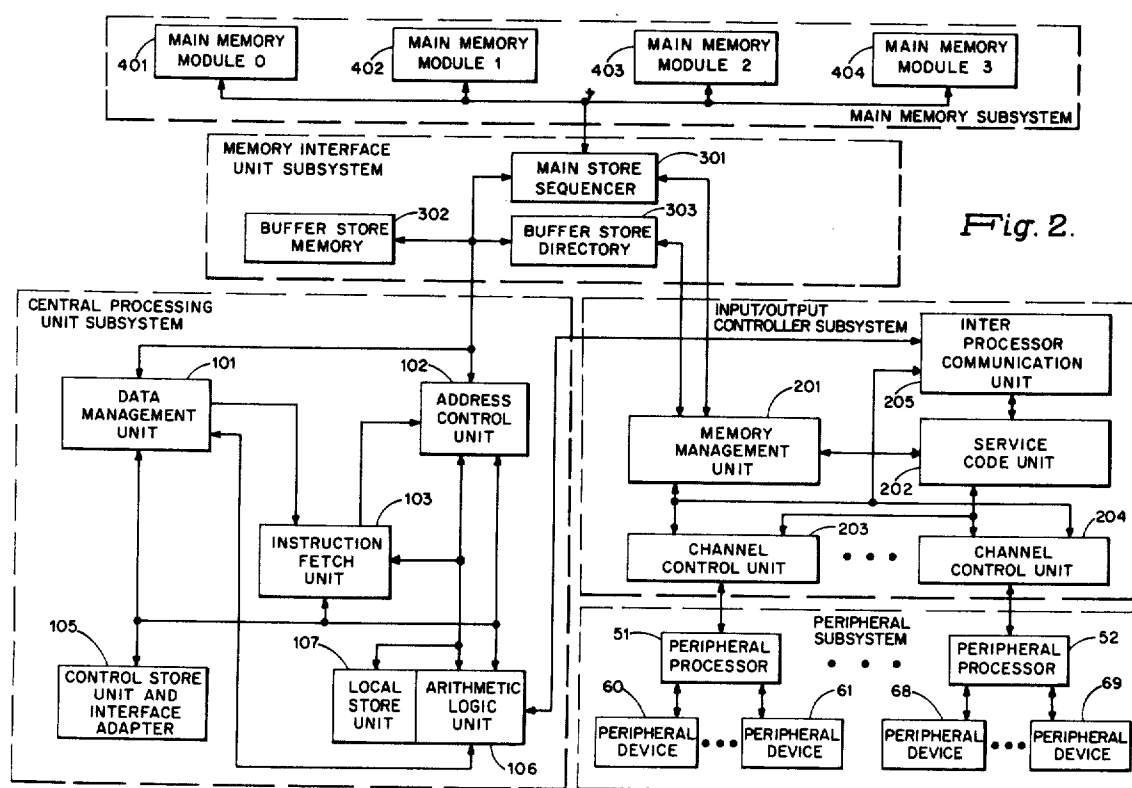 MAIN MEMORY
MODULE 0
401
MAIN MEMORY
MODULE 1
402
MAIN MEMORY
MODULE 2
403
MAIN MEMORY
MODULE 3
404
MAIN MEMORY SUBSYSTEM
MEMORY INTERFACE
UNIT SUBSYSTEM
MAIN STORE
SEQUENCER
301
302
BUFFER STORE
MEMORY
303
BUFFER STORE
DIRECTORY
Fig. 2.
CENTRAL PROCESSING
UNIT SUBSYSTEM
101
DATA
MANAGEMENT
UNIT
102
ADDRESS
CONTROL
UNIT
103
INSTRUCTION
FETCH
UNIT
105
CONTROL STORE
UNIT AND
INTERFACE
ADAPTER
107
LOCAL
STORE
UNIT
ARITHMETIC
LOGIC
UNIT
106
INPUT/OUTPUT
CONTROLLER SUBSYSTEM
INTER
PROCESSOR
COMMUNICATION
UNIT
205
201
MEMORY
MANAGEMENT
UNIT
SERVICE
CODE UNIT
202
203
CHANNEL
CONTROL UNIT
204
CHANNEL
CONTROL UNIT
PERIPHERAL
SUBSYSTEM
51
PERIPHERAL
PROCESSOR
52
PERIPHERAL
PROCESSOR
60
PERIPHERAL
DEVICE
61
PERIPHERAL
DEVICE
68
PERIPHERAL
DEVICE
69
PERIPHERAL
DEVICE